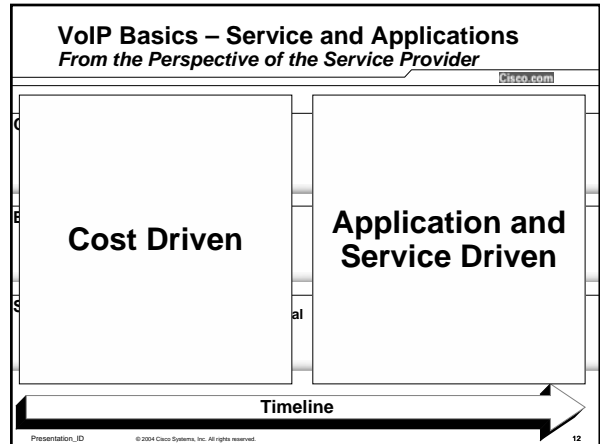 VoIP Basics – Service and Applications
From the Perspective of the Service Provider
Cisco.com
Cost Driven
Application and
Service Driven
al
Timeline
Presentation_ID
© 2004 Cisco Systems, Inc. All rights reserved.
12